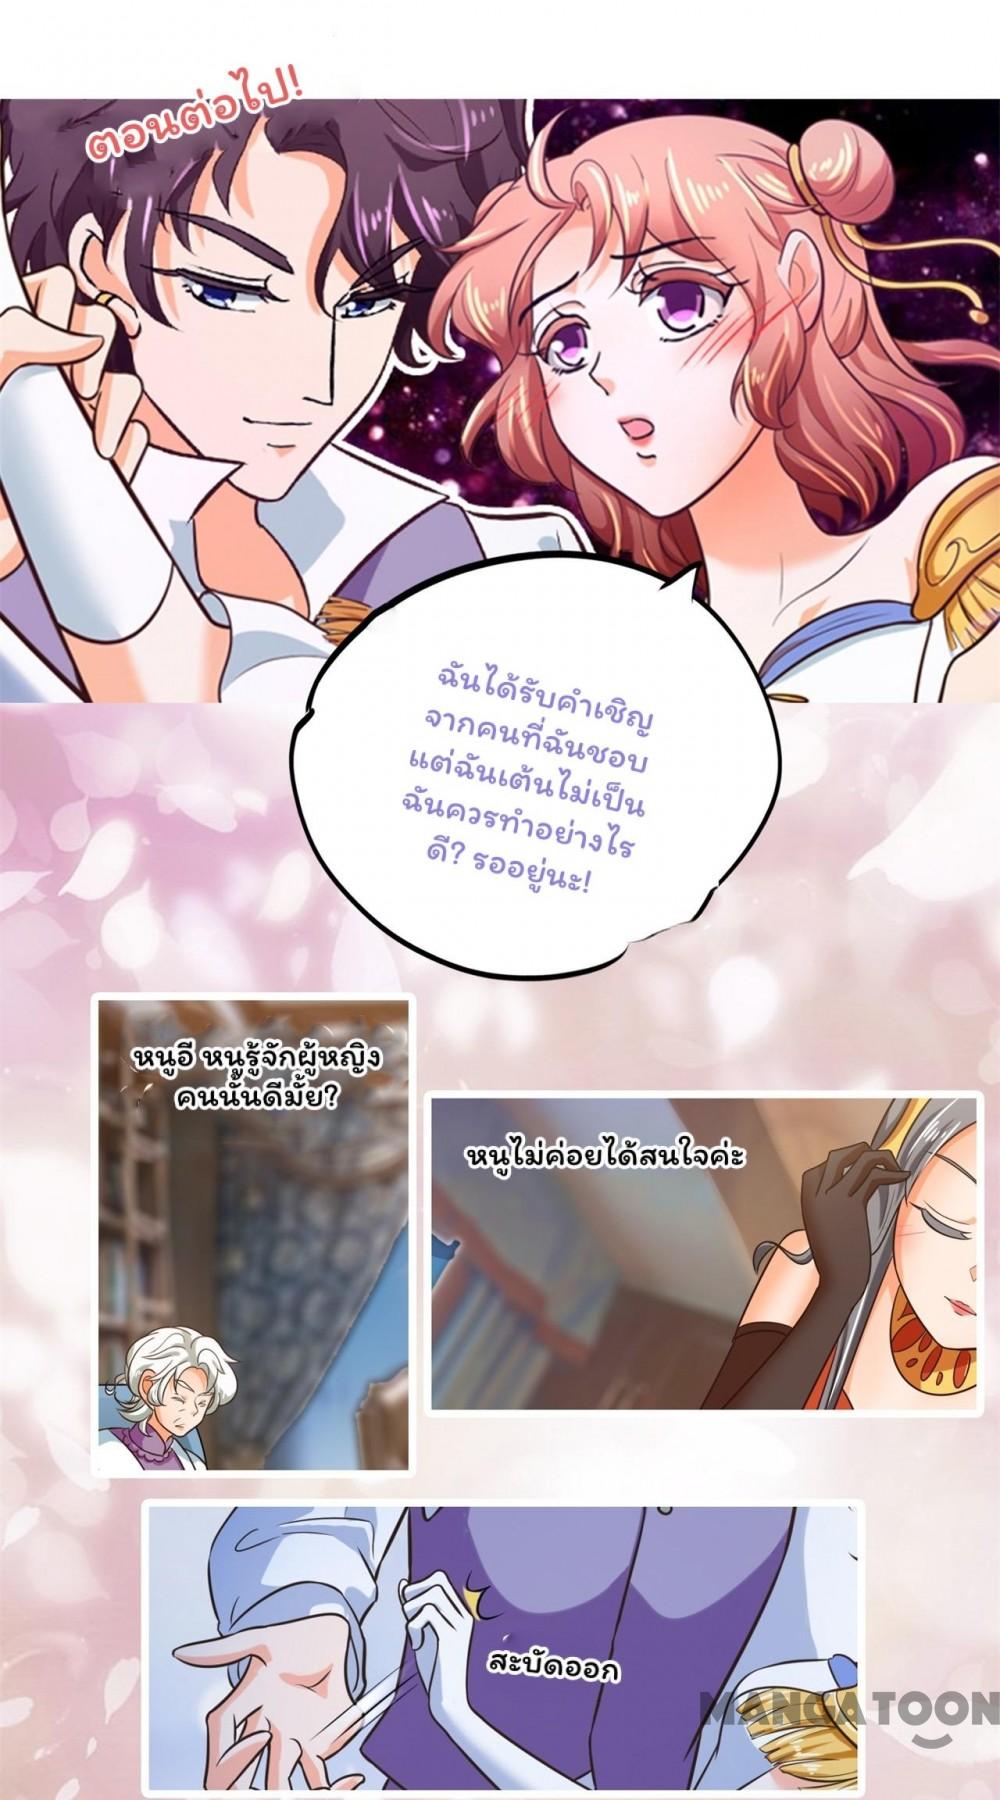 ตอนต่อไป!
ฉันได้รับคำเชิญ
จากคนที่ฉันชอบ
แต่ฉันเต้นไม่เป็น
ฉันควรทำอย่างไร
ดี? รออยู่นะ!
หนูอี หนูรู้จักผู้หญิง
คนนั้นดีมั้ย?
หนูไม่ค่อยได้สนใจค่ะ
สะบัดออก
MANGATOON